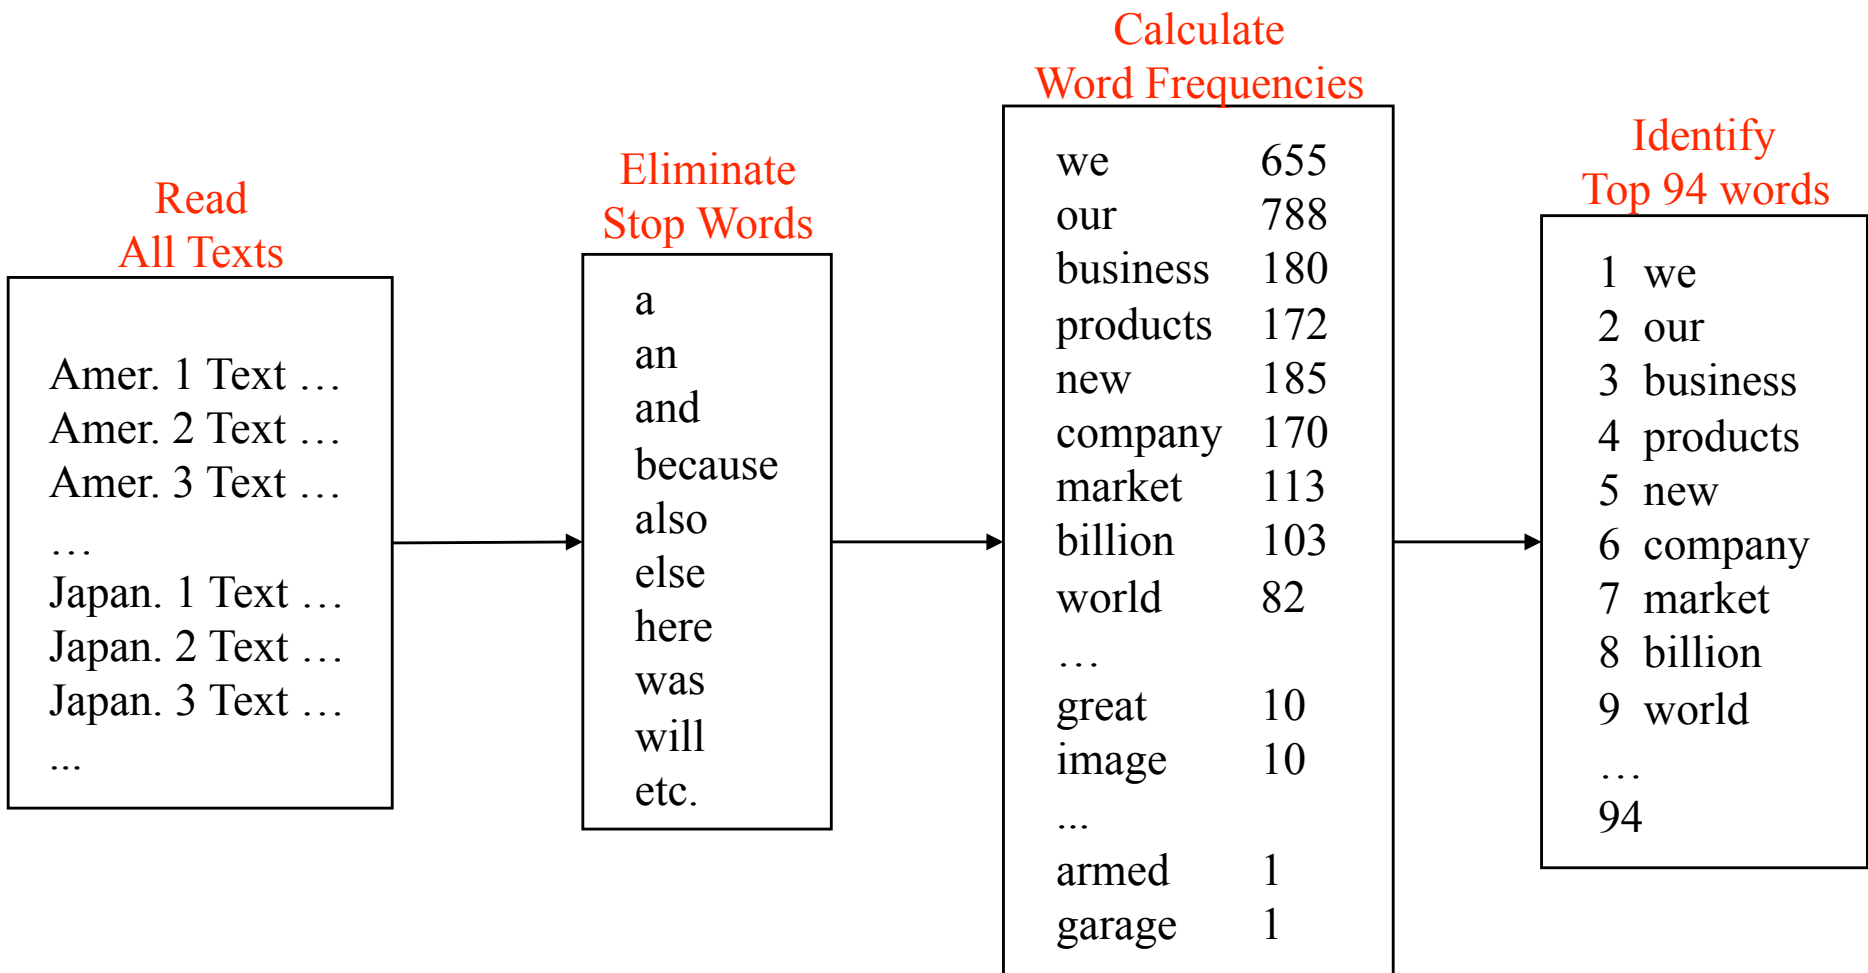 Read
All Texts
Amer. 1 Text …
Amer. 2 Text …
Amer. 3 Text …
…
Japan. 1 Text …
Japan. 2 Text …
Japan. 3 Text …
...
Eliminate
Stop Words
a
an
and
because
also
else
here
was
will
etc.
Calculate
Word Frequencies
we 655
our 788
business 180
products 172
new 185
company 170
market 113
billion 103
world 82
…
great 10
image 10
...
armed 1
garage 1
Identify
Top 94 words
1 we
2 our
3 business
4 products
5 new
6 company
7 market
8 billion
9 world
…
94